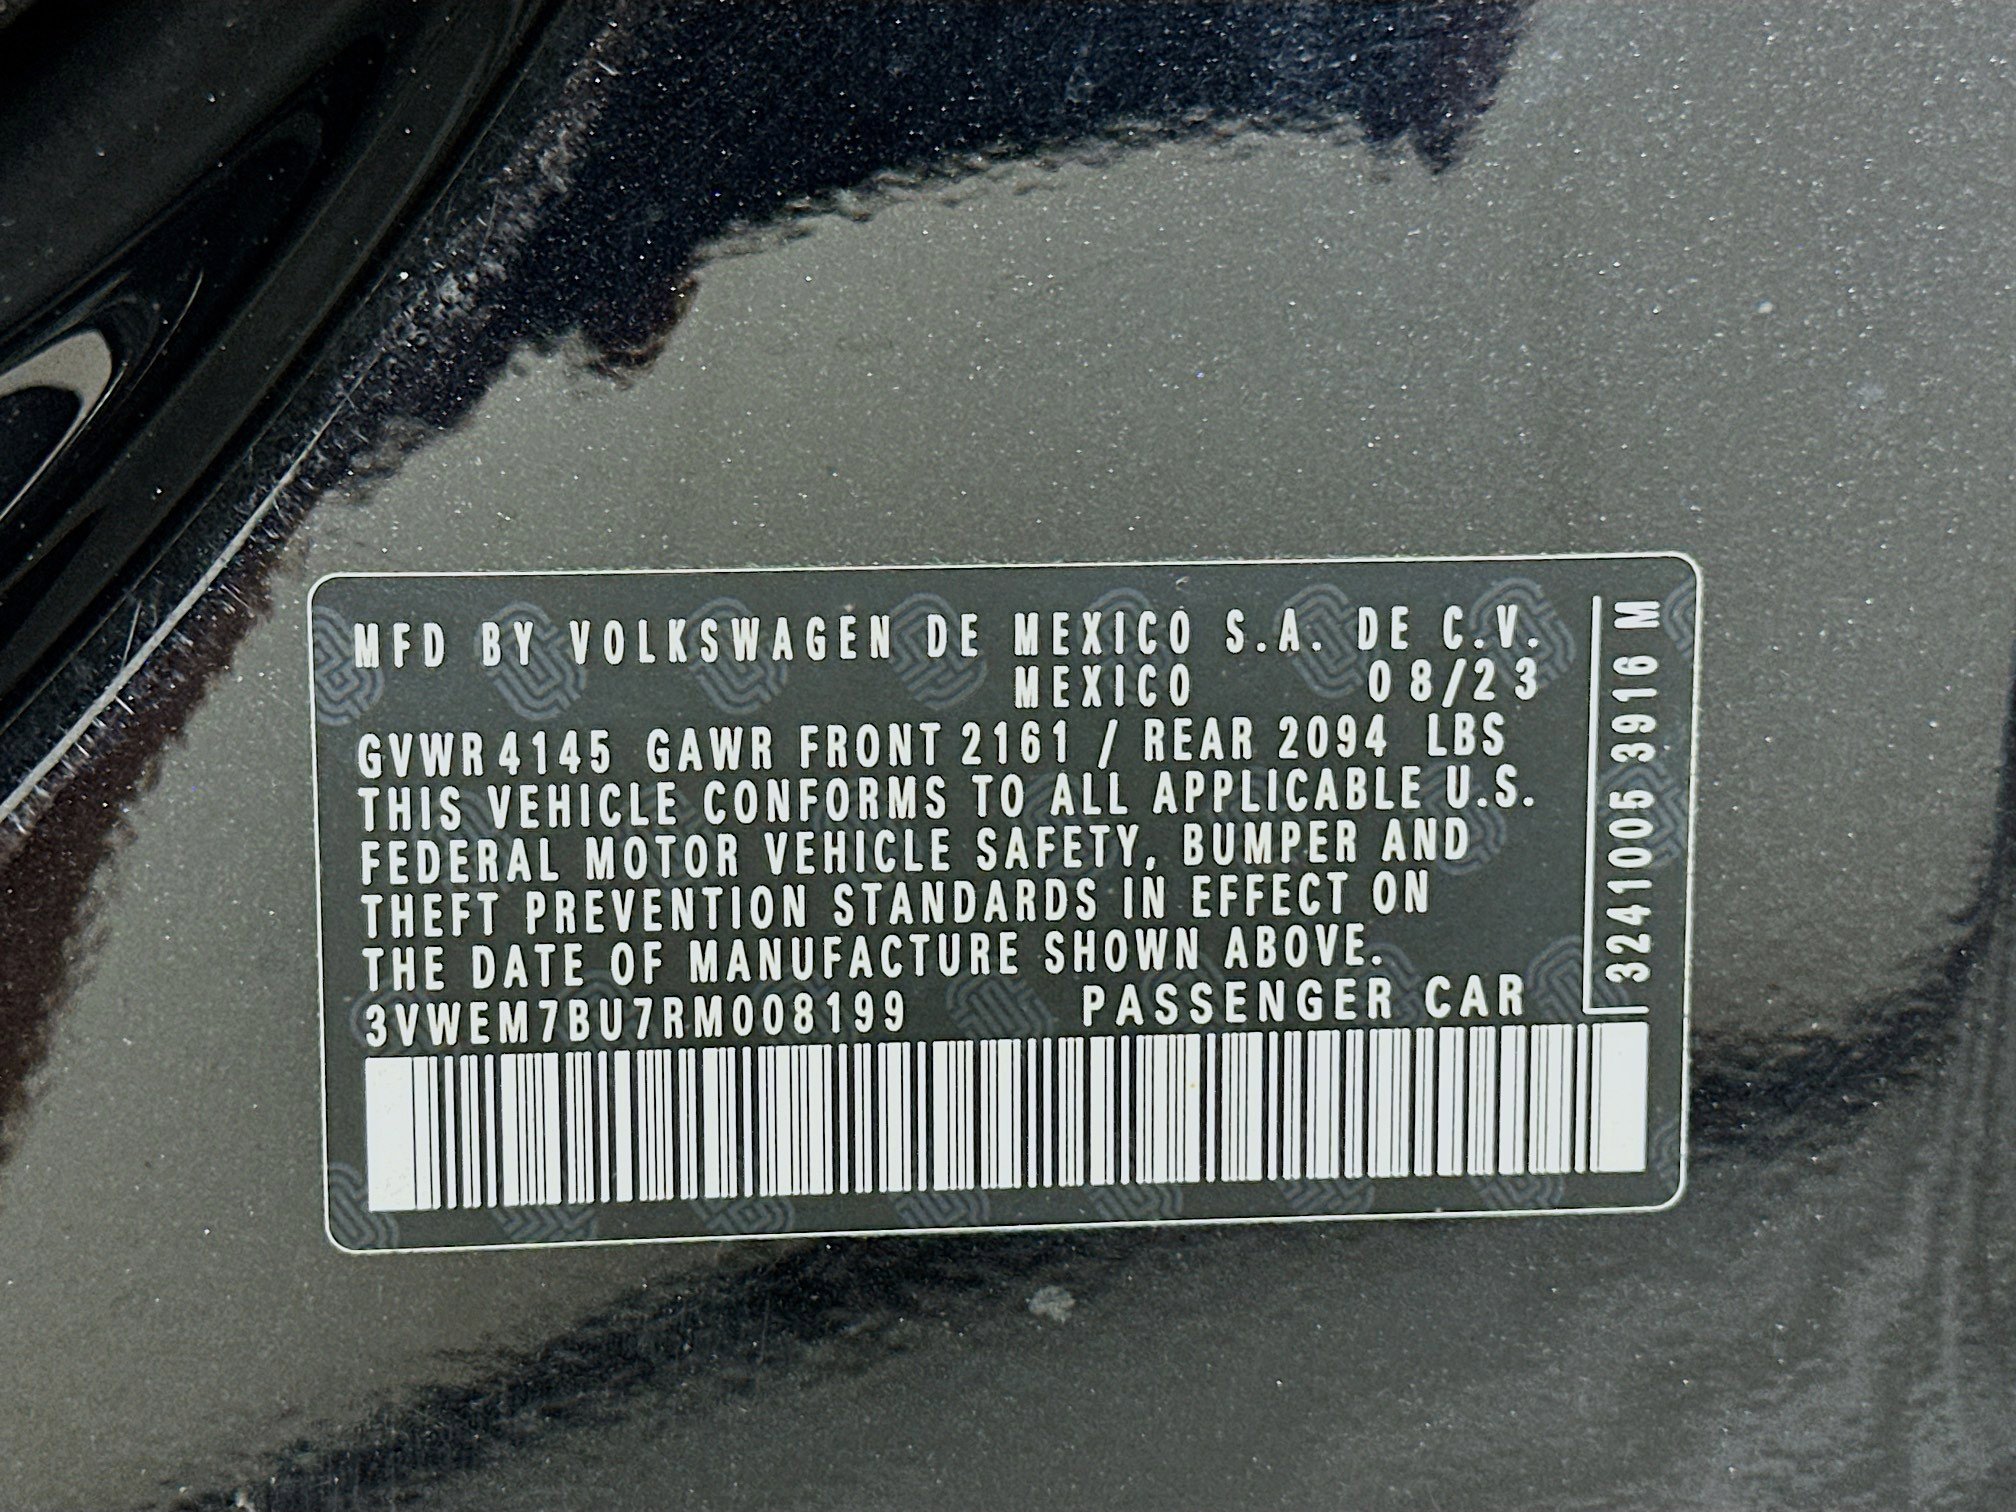 MFD BY VOLKSWAGEN DE MEXICO S.A. DE C.V.
MEXICO 08/23
GVWR 4145 GAWR FRONT 2161 / REAR 2094 LBS
THIS VEHICLE CONFORMS TO ALL APPLICABLE U.S.
FEDERAL MOTOR VEHICLE SAFETY, BUMPER AND
THEFT PREVENTION STANDARDS IN EFFECT ON
THE DATE OF MANUFACTURE SHOWN ABOVE.
3VWEM7BU7RM008199 PASSENGER CAR
3241005 3916 M